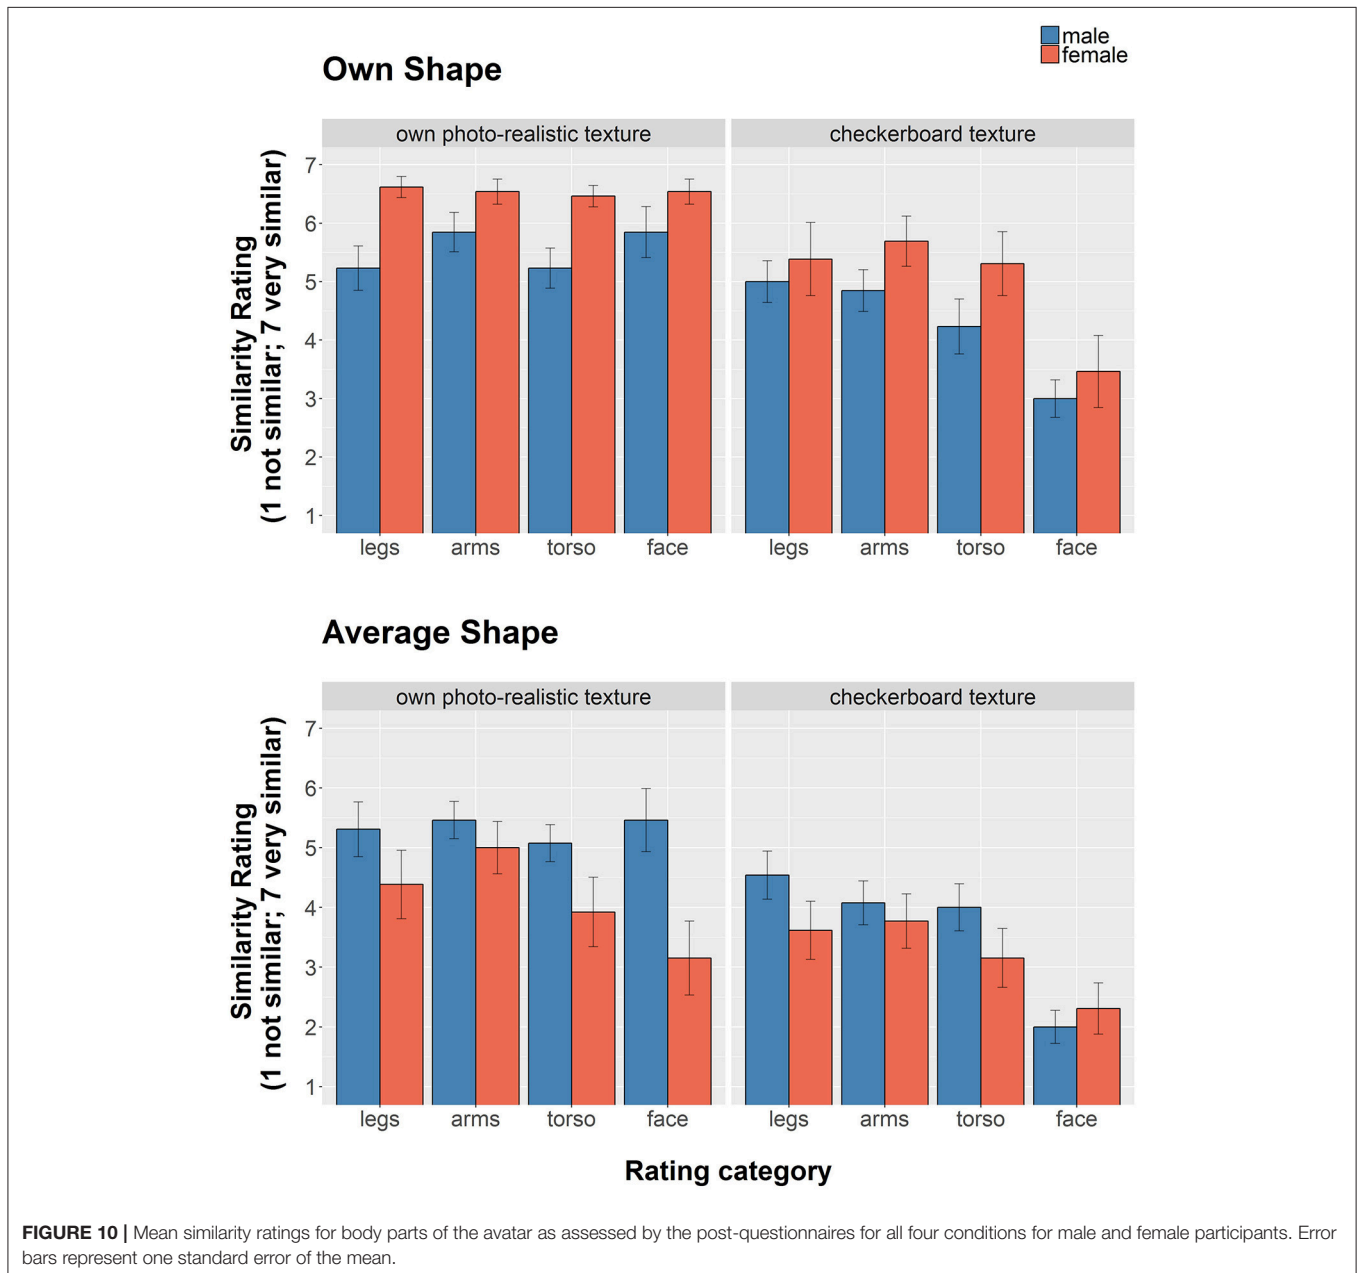 male
female
Own Shape
own photo-realistic texture
checkerboard texture
Similarity Rating
(1 not similar; 7 very similar)
7
6
5
4
3
2
1
legs arms torso face
legs arms torso face
Average Shape
own photo-realistic texture
checkerboard texture
Similarity Rating
(1 not similar; 7 very similar)
7
6
5
4
3
2
1
legs arms torso face
legs arms torso face
Rating category
FIGURE 10 | Mean similarity ratings for body parts of the avatar as assessed by the post-questionnaires for all four conditions for male and female participants. Error
bars represent one standard error of the mean.